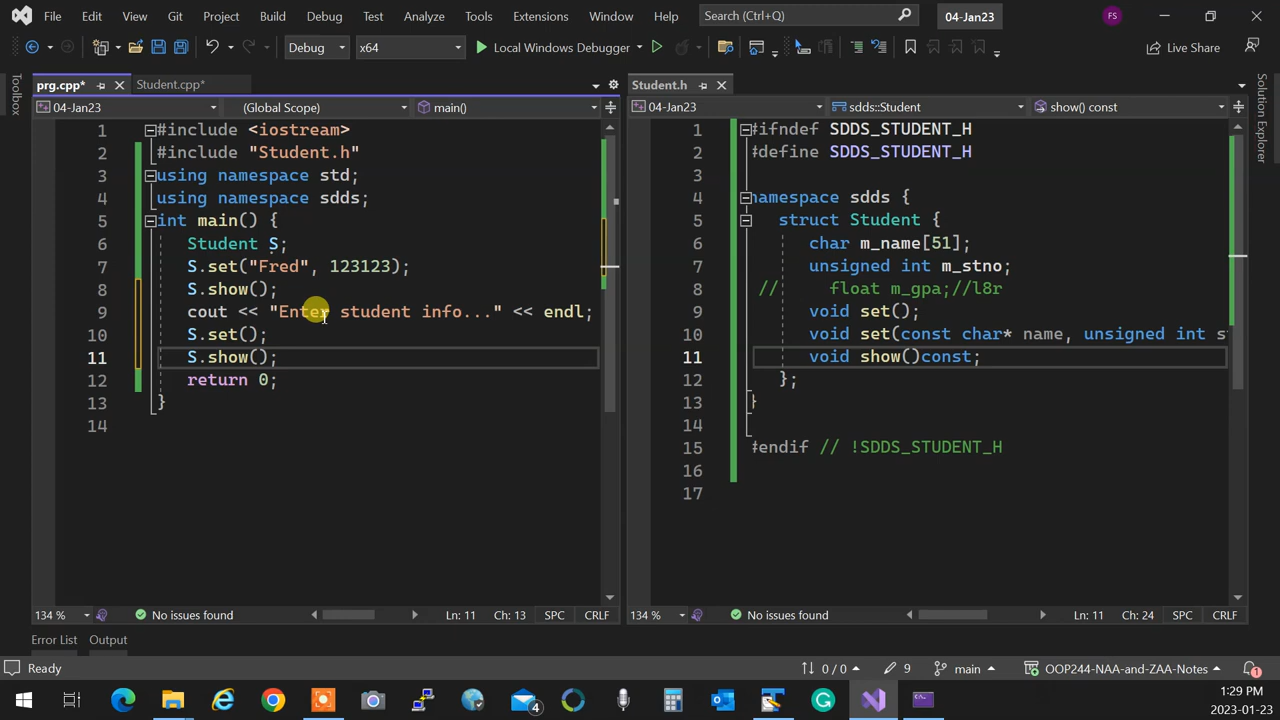 File Edit View Git Project Build Debug Test Analyze Tools Extensions Window Help Search (Ctrl+Q) 04-Jan23 FS
Debug x64 Local Windows Debugger Live Share
Toolbox
prg.cpp* Student.cpp*
04-Jan23 (Global Scope) main()
1 #include <iostream>
2 #include "Student.h"
3 using namespace std;
4 using namespace sdds;
5 int main() {
6 Student S;
7 S.set("Fred", 123123);
8 S.show();
9 cout << "Enter student info..." << endl;
10 S.set();
11 S.show();
12 return 0;
13 }
14
134 % No issues found Ln: 11 Ch: 13 SPC CRLF
Student.h
04-Jan23 sdds::Student show() const
1 #ifndef SDDS_STUDENT_H
2 #define SDDS_STUDENT_H
3
4 namespace sdds {
5 struct Student {
6 char m_name[51];
7 unsigned int m_stno;
8 // float m_gpa;//l8r
9 void set();
10 void set(const char* name, unsigned int st
11 void show()const;
12 };
13 }
14
15 #endif // !SDDS_STUDENT_H
16
17
134 % No issues found Ln: 11 Ch: 24 SPC CRLF
Solution Explorer
Error List Output
Ready 0 / 0 9 main OOP244-NAA-and-ZAA-Notes 1
4
1:29 PM
2023-01-23